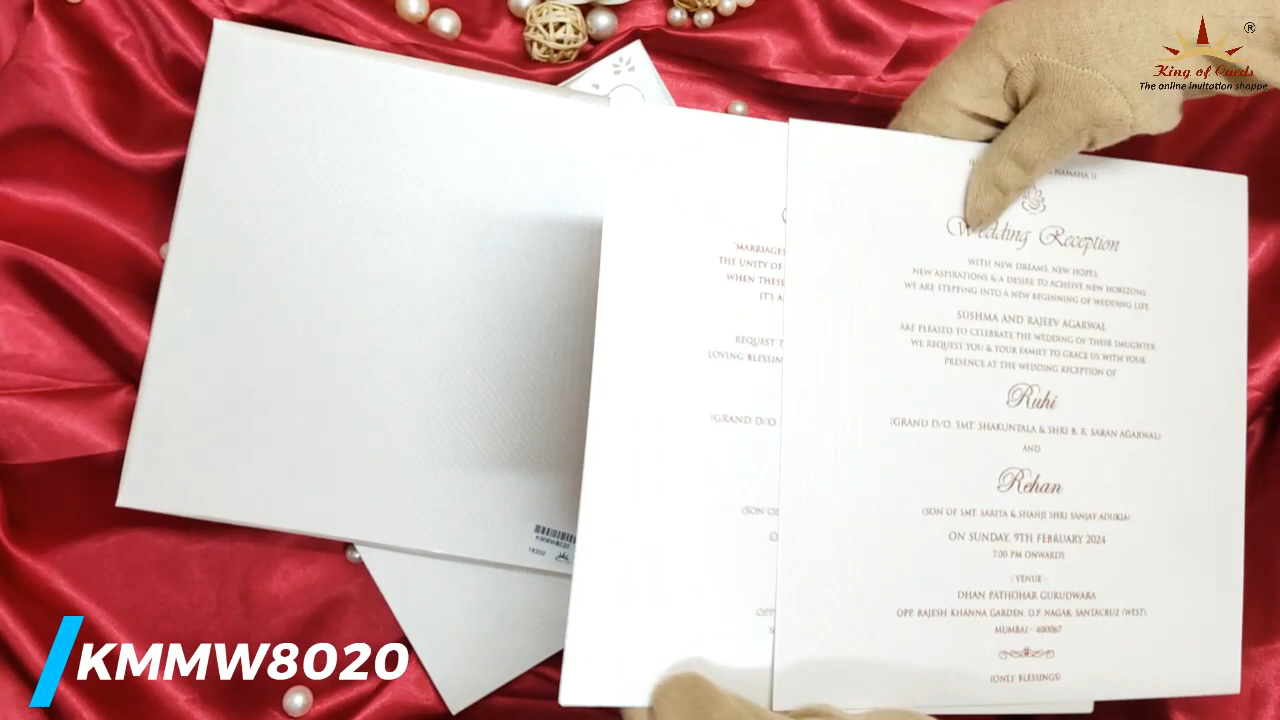 ®
King of Cards
The online invitation shoppe
NAMAHA ||
Wedding Reception
WITH NEW DREAMS, NEW HOPES,
NEW ASPIRATIONS & A DESIRE TO ACHEIVE NEW HORIZONS
WE ARE STEPPING INTO A NEW BEGINNING OF WEDDING LIFE
SUSHMA AND RAJEEV AGARWAL
ARE PLEASED TO CELEBRATE THE WEDDING OF THEIR DAUGHTER
WE REQUEST YOU & YOUR FAMILY TO GRACE US WITH YOUR
PRESENCE AT THE WEDDING RECEPTION OF
Ruhi
(GRAND D/O. SMT. SHAKUNTALA & SHRI B. R. SARAN AGARWAL)
AND
Rehan
(SON OF SMT. SARITA & SHAHJI SHRI SANJAY ADUKIA)
ON SUNDAY, 9TH FEBRUARY 2024
7:00 PM ONWARDS
: VENUE :
DHAN PATHOHAR GURUDWARA
OPP. RAJESH KHANNA GARDEN, D.P. NAGAR, SANTACRUZ (WEST),
MUMBAI - 400067
(ONLY BLESSINGS)
"MARRIAGES
THE UNITY OF
WHEN THESE
IT'S A
REQUEST
LOVING BLESSIN
(GRAND D/O.
(SON OF
KMMW8020
19300
KMMW8020